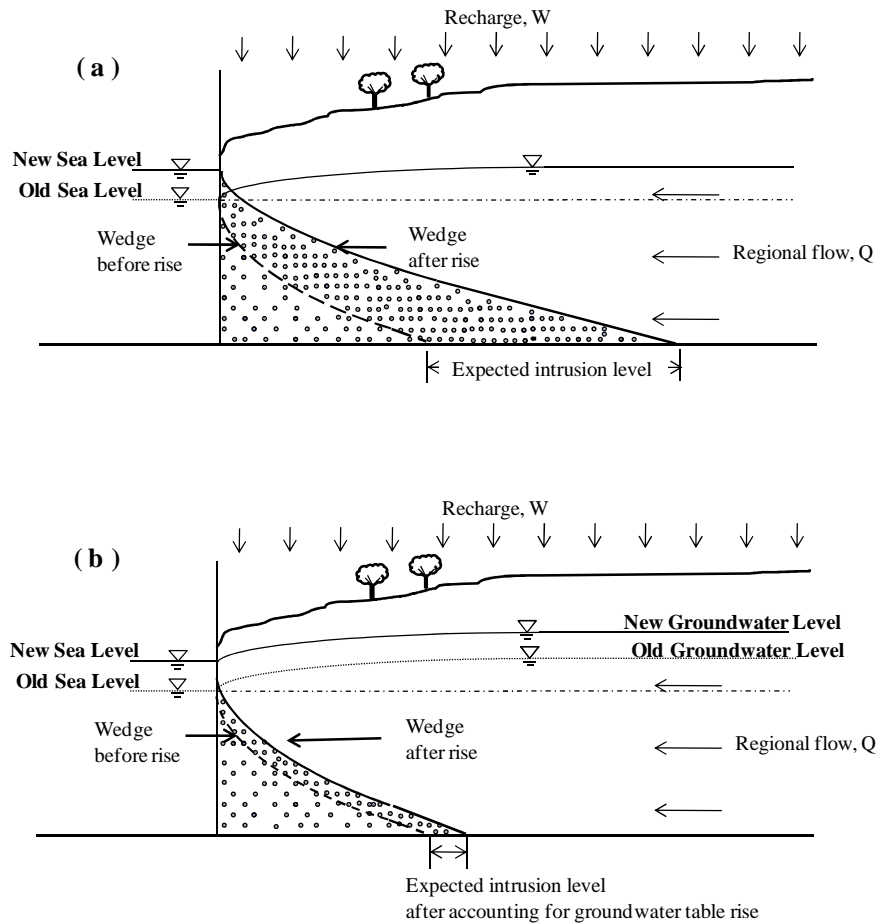 Recharge, W
( a )
New Sea Level
Old Sea Level
Wedge
before rise
Wedge
after rise
Regional flow, Q
Expected intrusion level
Recharge, W
( b )
New Groundwater Level
New Sea Level
Old Groundwater Level
Old Sea Level
Wedge
before rise
Wedge
after rise
Regional flow, Q
Expected intrusion level
after accounting for groundwater table rise